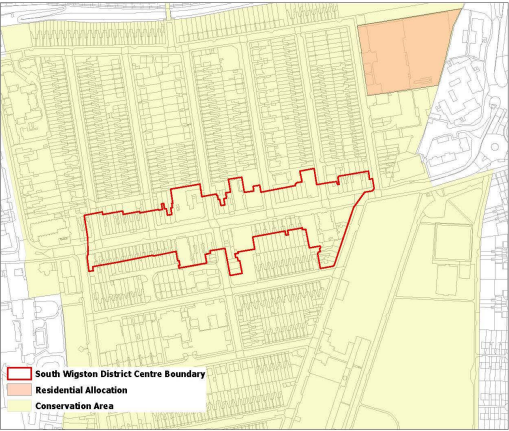 South Wigston District Centre Boundary
Residential Allocation
Conservation Area